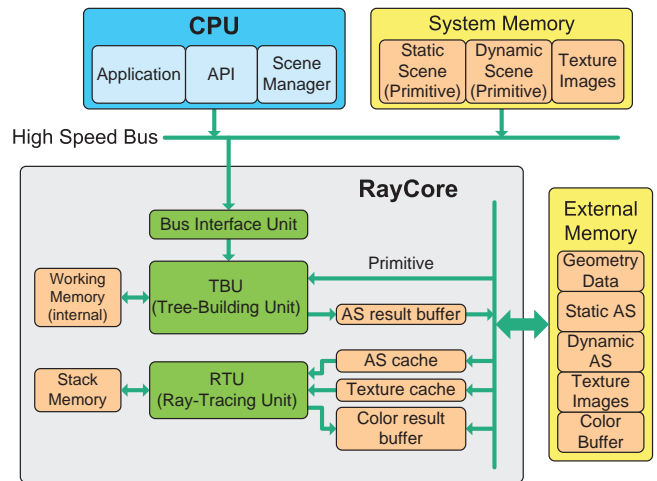 CPU
Application
API
Scene
Manager
System Memory
Static
Scene
(Primitive)
Dynamic
Scene
(Primitive)
Texture
Images
High Speed Bus
RayCore
Bus Interface Unit
Working
Memory
(internal)
TBU
(Tree-Building Unit)
Primitive
AS result buffer
Stack
Memory
RTU
(Ray-Tracing Unit)
AS cache
Texture cache
Color result
buffer
External
Memory
Geometry
Data
Static AS
Dynamic
AS
Texture
Images
Color
Buffer